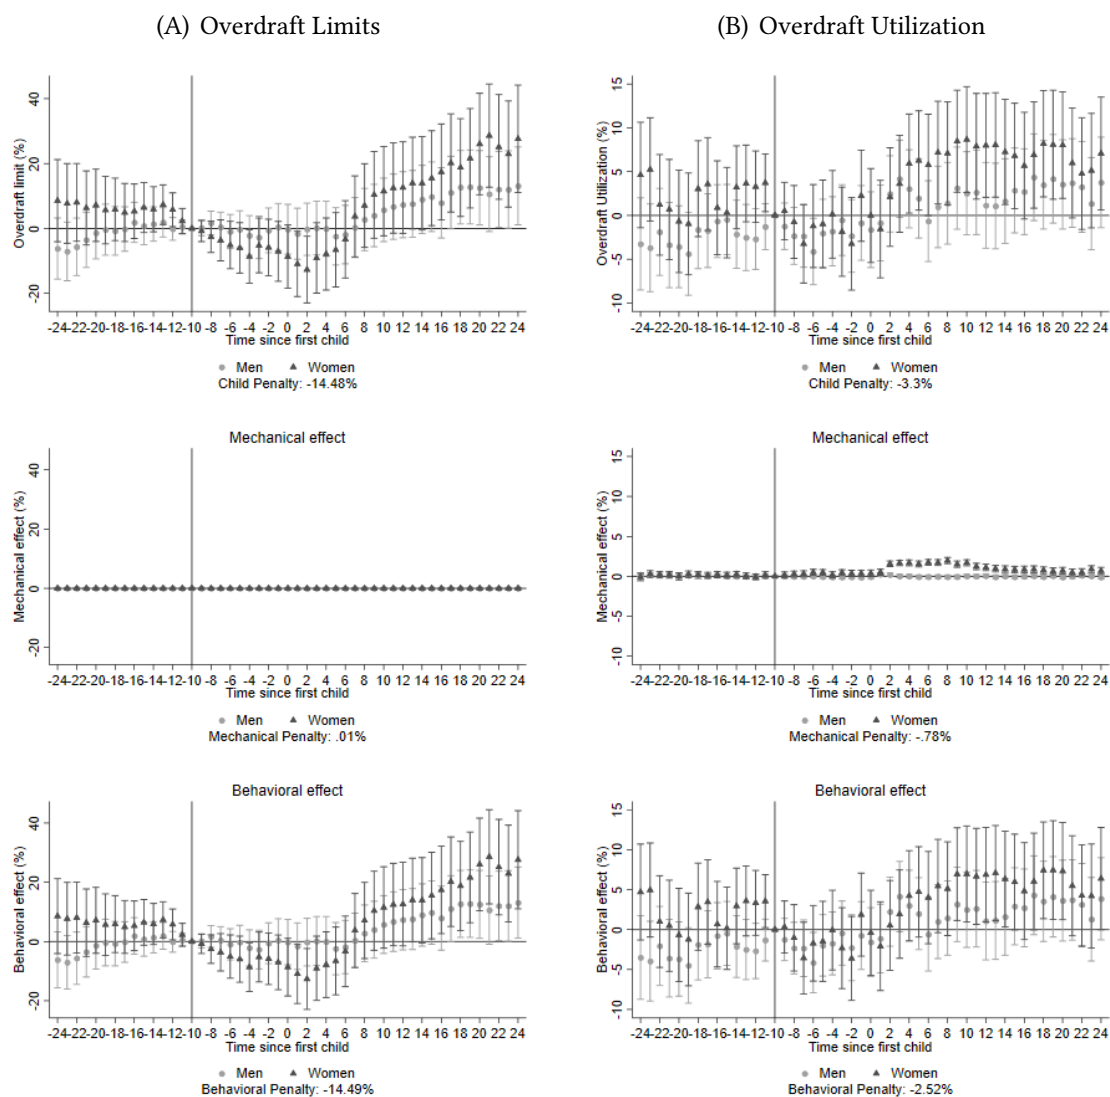 (A) Overdraft Limits
Overdraft limit (%)
40
20
0
-20
-24-22-20-18-16-14-12-10 -8 -6 -4 -2 0 2 4 6 8 10 12 14 16 18 20 22 24
Time since first child
Men Women
Child Penalty: -14.48%
(B) Overdraft Utilization
Overdraft Utilization (%)
15
10
5
0
-5
-10
-24-22-20-18-16-14-12-10 -8 -6 -4 -2 0 2 4 6 8 10 12 14 16 18 20 22 24
Time since first child
Men Women
Child Penalty: -3.3%
Mechanical effect
Mechanical effect (%)
40
20
0
-20
-24-22-20-18-16-14-12-10 -8 -6 -4 -2 0 2 4 6 8 10 12 14 16 18 20 22 24
Time since first child
Men Women
Mechanical Penalty: .01%
Mechanical effect
Mechanical effect (%)
15
10
5
0
-5
-10
-24-22-20-18-16-14-12-10 -8 -6 -4 -2 0 2 4 6 8 10 12 14 16 18 20 22 24
Time since first child
Men Women
Mechanical Penalty: -.78%
Behavioral effect
Behavioral effect (%)
40
20
0
-20
-24-22-20-18-16-14-12-10 -8 -6 -4 -2 0 2 4 6 8 10 12 14 16 18 20 22 24
Time since first child
Men Women
Behavioral Penalty: -14.49%
Behavioral effect
Behavioral effect (%)
15
10
5
0
-5
-10
-24-22-20-18-16-14-12-10 -8 -6 -4 -2 0 2 4 6 8 10 12 14 16 18 20 22 24
Time since first child
Men Women
Behavioral Penalty: -2.52%